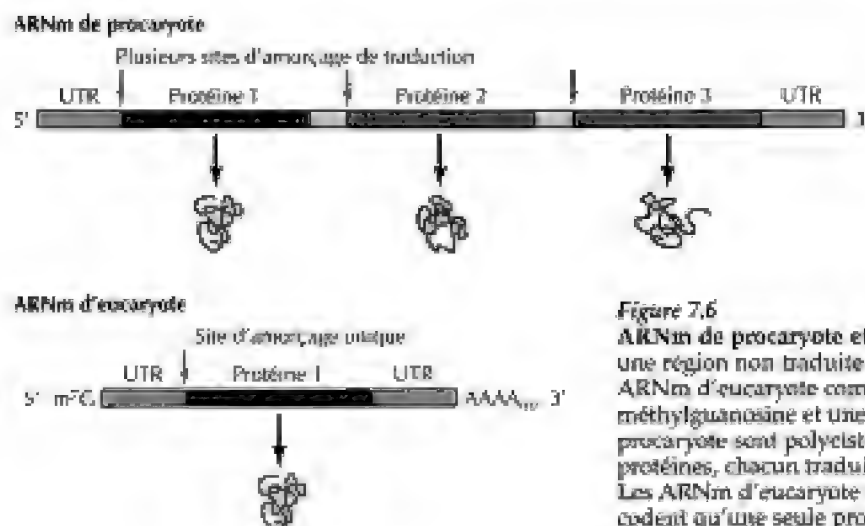 ARNm de procaryote
Plusieurs sites d'amorçage de traduction
UTR Protéine 1 Protéine 2 Protéine 3 UTR
5'
ARNm d'eucaryote
Site d'amorçage unique
UTR Protéine 1 UTR
5' m⁷G AAAA 3'
Figure 7.6
ARNm de procaryote et
une région non traduite
ARNm d'eucaryote com
méthylguanosine et une
procaryote sont polycist
protéines, chacun traduit
Les ARNm d'eucaryote
codent qu'une seule pro